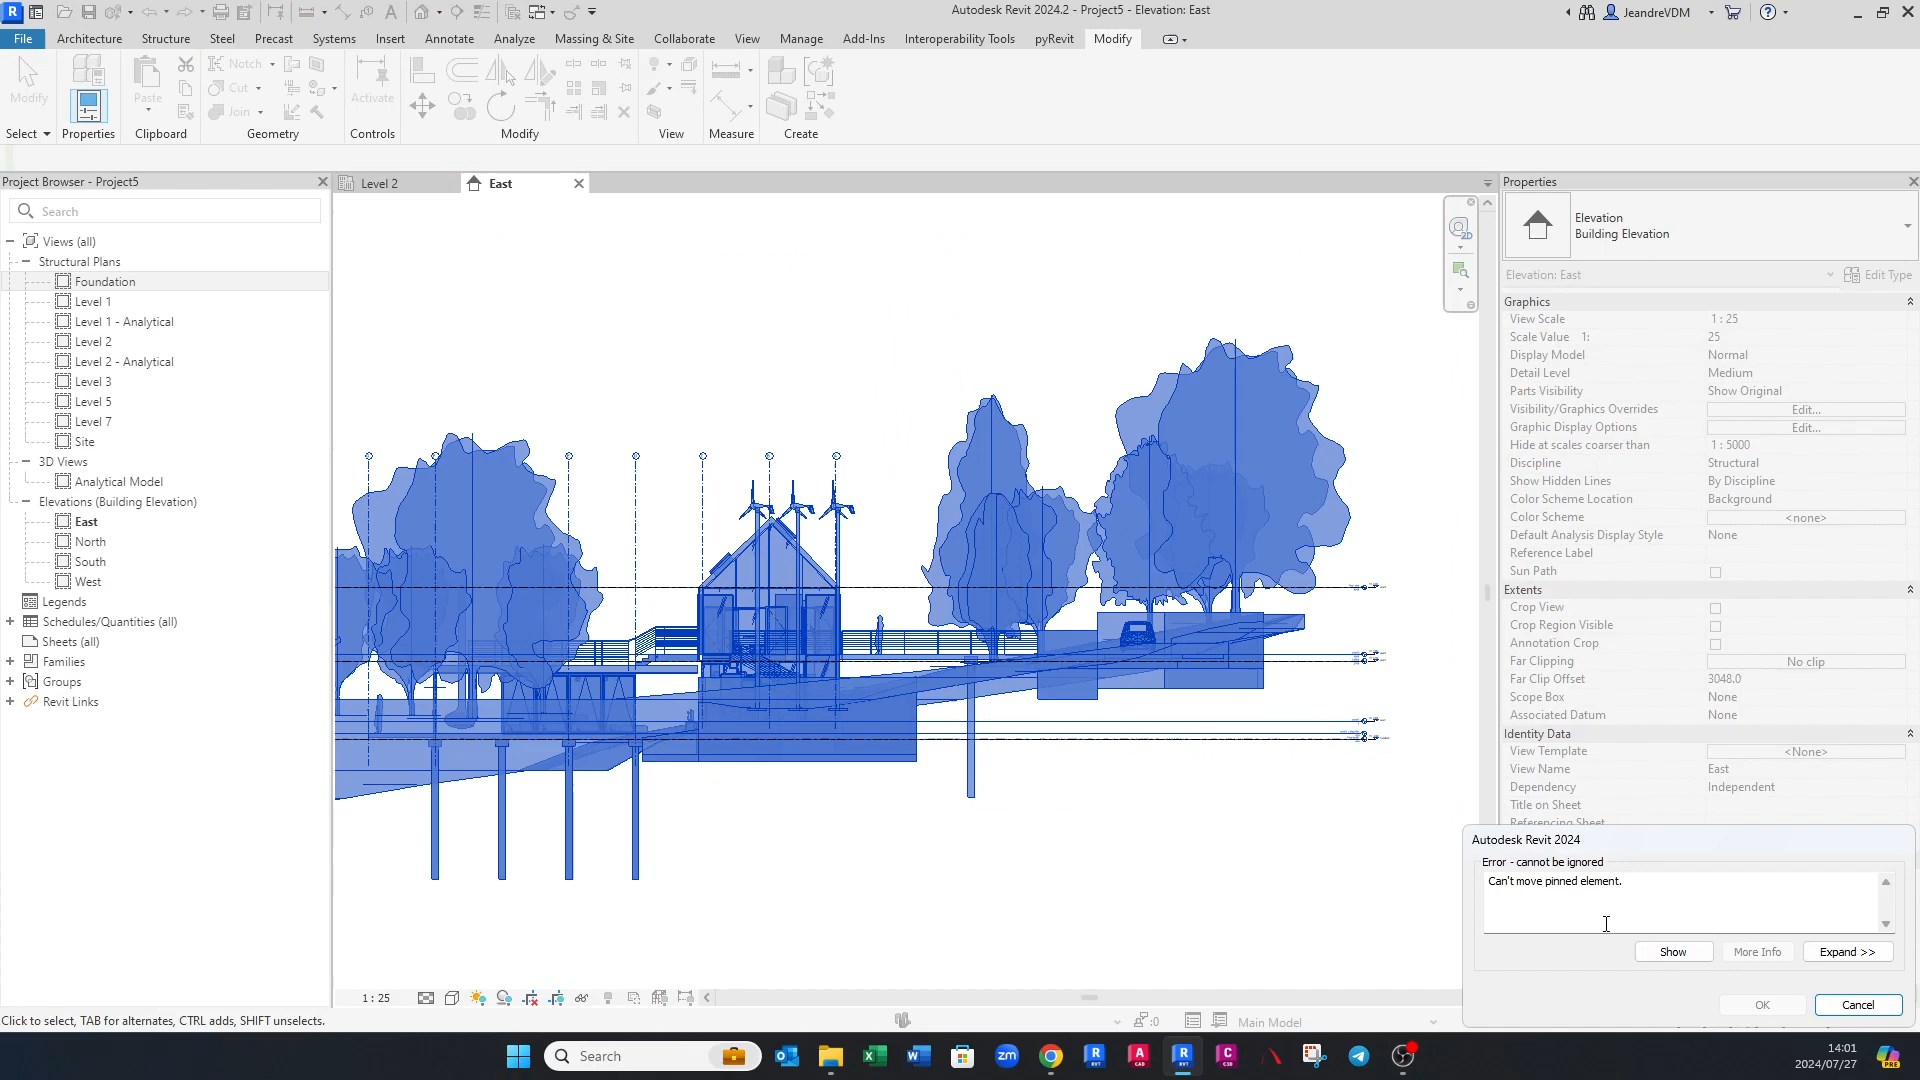 Autodesk Revit 2024.2 - Project5 - Elevation: East
JeandreVDM
File
Architecture
Structure
Steel
Precast
Systems
Insert
Annotate
Analyze
Massing & Site
Collaborate
View
Manage
Add-Ins
Interoperability Tools
pyRevit
Modify
Modify
Paste
Notch
Cut
Join
Activate
Select
Properties
Clipboard
Geometry
Controls
Modify
View
Measure
Create
Project Browser - Project5
Search
Views (all)
Structural Plans
Foundation
Level 1
Level 1 - Analytical
Level 2
Level 2 - Analytical
Level 3
Level 5
Level 7
Site
3D Views
Analytical Model
Elevations (Building Elevation)
East
North
South
West
Legends
Schedules/Quantities (all)
Sheets (all)
Families
Groups
Revit Links
Level 2
East
2D
Properties
Elevation
Building Elevation
Elevation: East
Edit Type
Graphics
View Scale 1 : 25
Scale Value 1: 25
Display Model Normal
Detail Level Medium
Parts Visibility Show Original
Visibility/Graphics Overrides Edit...
Graphic Display Options Edit...
Hide at scales coarser than 1 : 5000
Discipline Structural
Show Hidden Lines By Discipline
Color Scheme Location Background
Color Scheme <none>
Default Analysis Display Style None
Reference Label
Sun Path
Extents
Crop View
Crop Region Visible
Annotation Crop
Far Clipping No clip
Far Clip Offset 3048.0
Scope Box None
Associated Datum None
Identity Data
View Template <None>
View Name East
Dependency Independent
Title on Sheet
Referencing Sheet
Autodesk Revit 2024
Error - cannot be ignored
Can't move pinned element.
Show
More Info
Expand >>
OK
Cancel
1 : 25
Click to select, TAB for alternates, CTRL adds, SHIFT unselects.
:0
Main Model
Search
14:01
2024/07/27